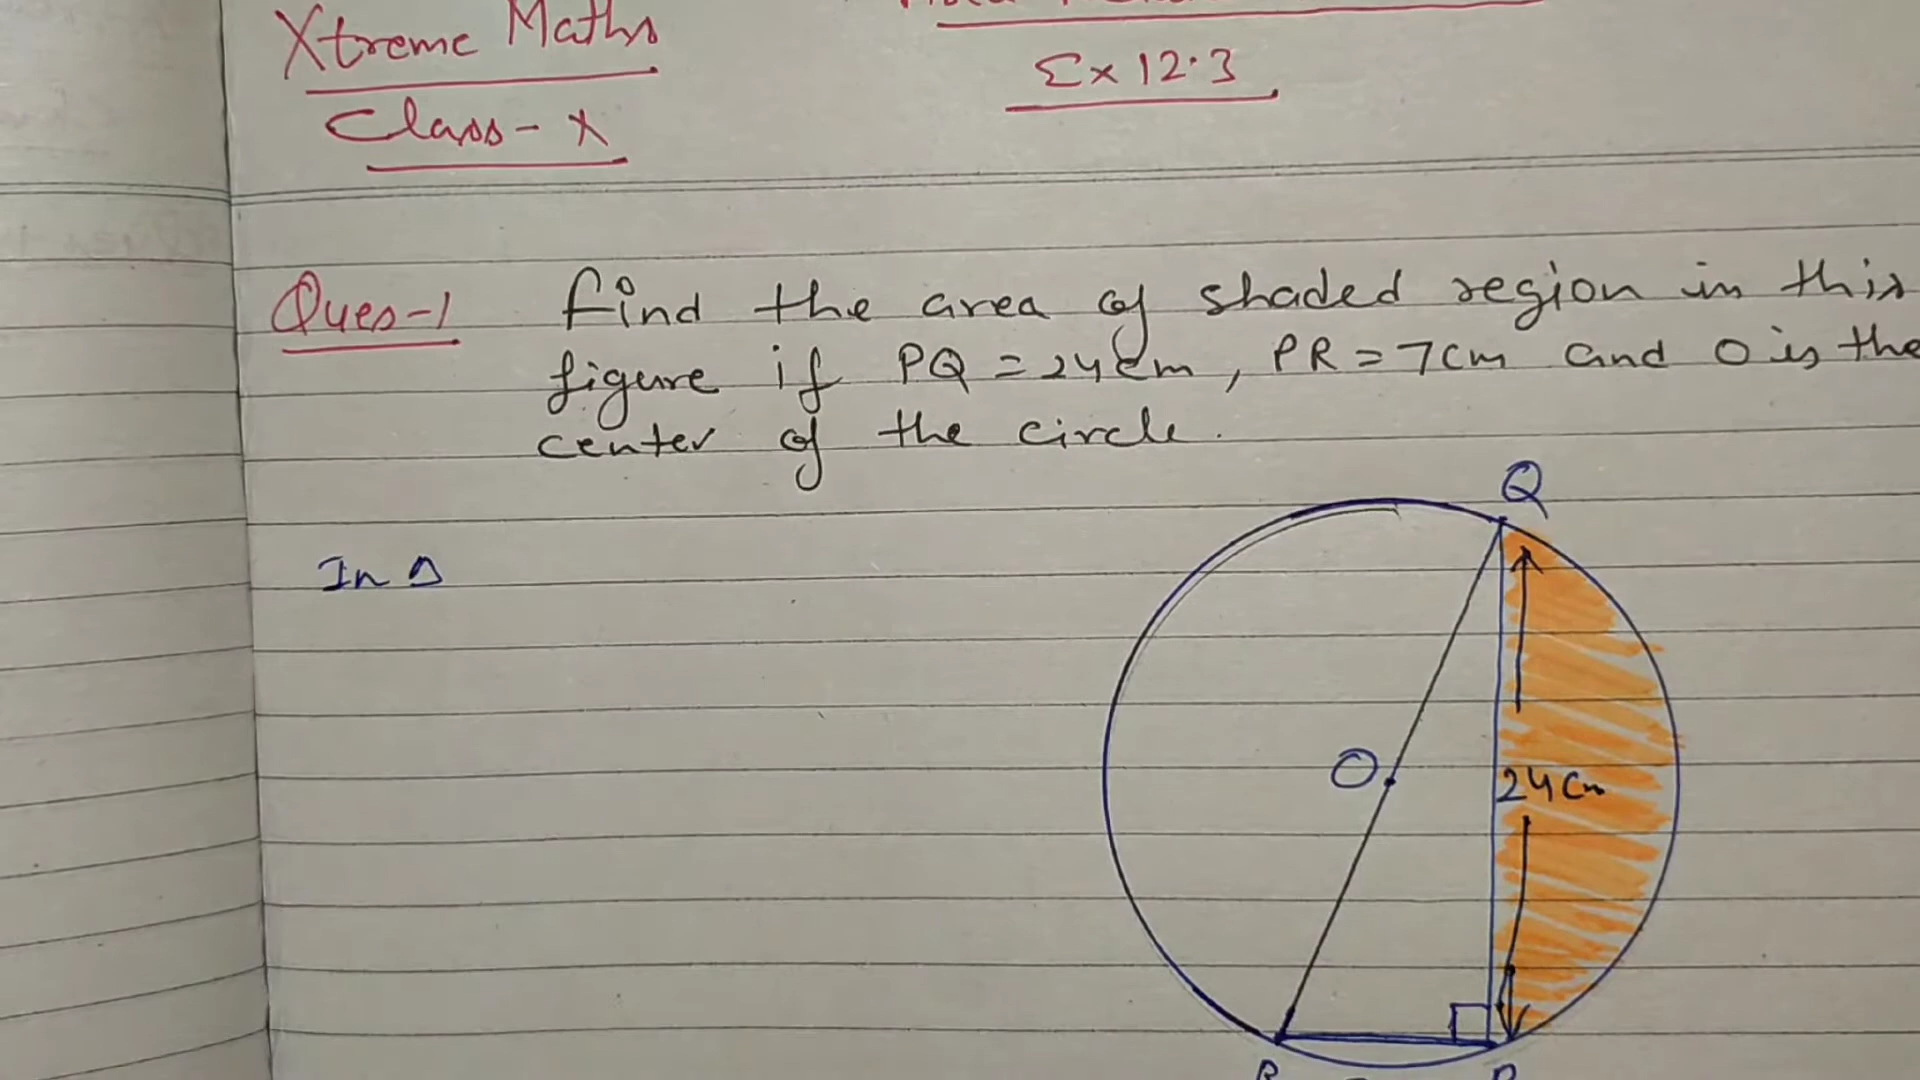 Xtreme Maths
Ex 12.3
Class - X
Ques-1 find the area of shaded region in this
figure if PQ = 24cm, PR = 7cm and O is the
center of the circle.
Q
In Δ
O
24cm